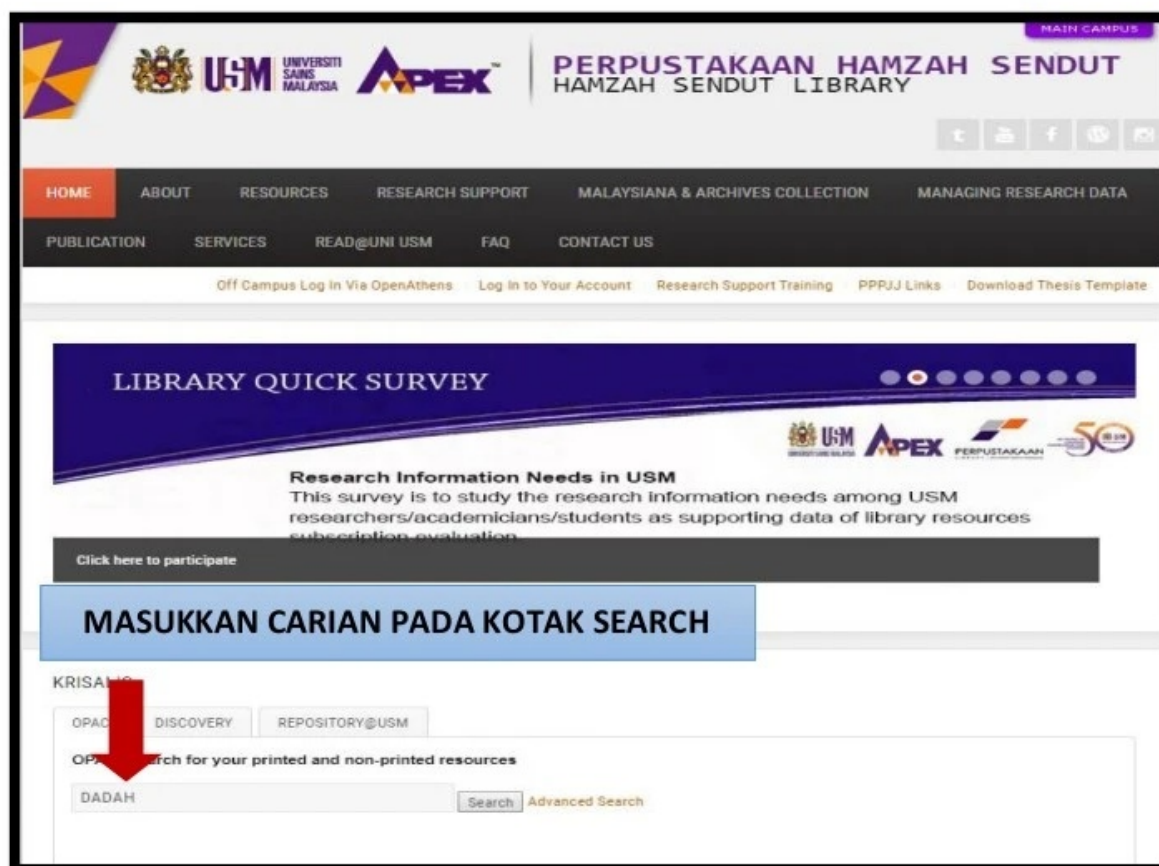 MAIN CAMPUS
USM UNIVERSITI SAINS MALAYSIA APEX™
PERPUSTAKAAN HAMZAH SENDUT
HAMZAH SENDUT LIBRARY
HOME ABOUT RESOURCES RESEARCH SUPPORT MALAYSIANA & ARCHIVES COLLECTION MANAGING RESEARCH DATA
PUBLICATION SERVICES READ@UNI USM FAQ CONTACT US
Off Campus Log In Via OpenAthens Log In to Your Account Research Support Training PPPJJ Links Download Thesis Template
LIBRARY QUICK SURVEY
USM APEX PERPUSTAKAAN 50
Research Information Needs in USM
This survey is to study the research information needs among USM
researchers/academicians/students as supporting data of library resources
subscription evaluation
Click here to participate
MASUKKAN CARIAN PADA KOTAK SEARCH
OPAC DISCOVERY REPOSITORY@USM
for your printed and non-printed resources
DADAH Search Advanced Search